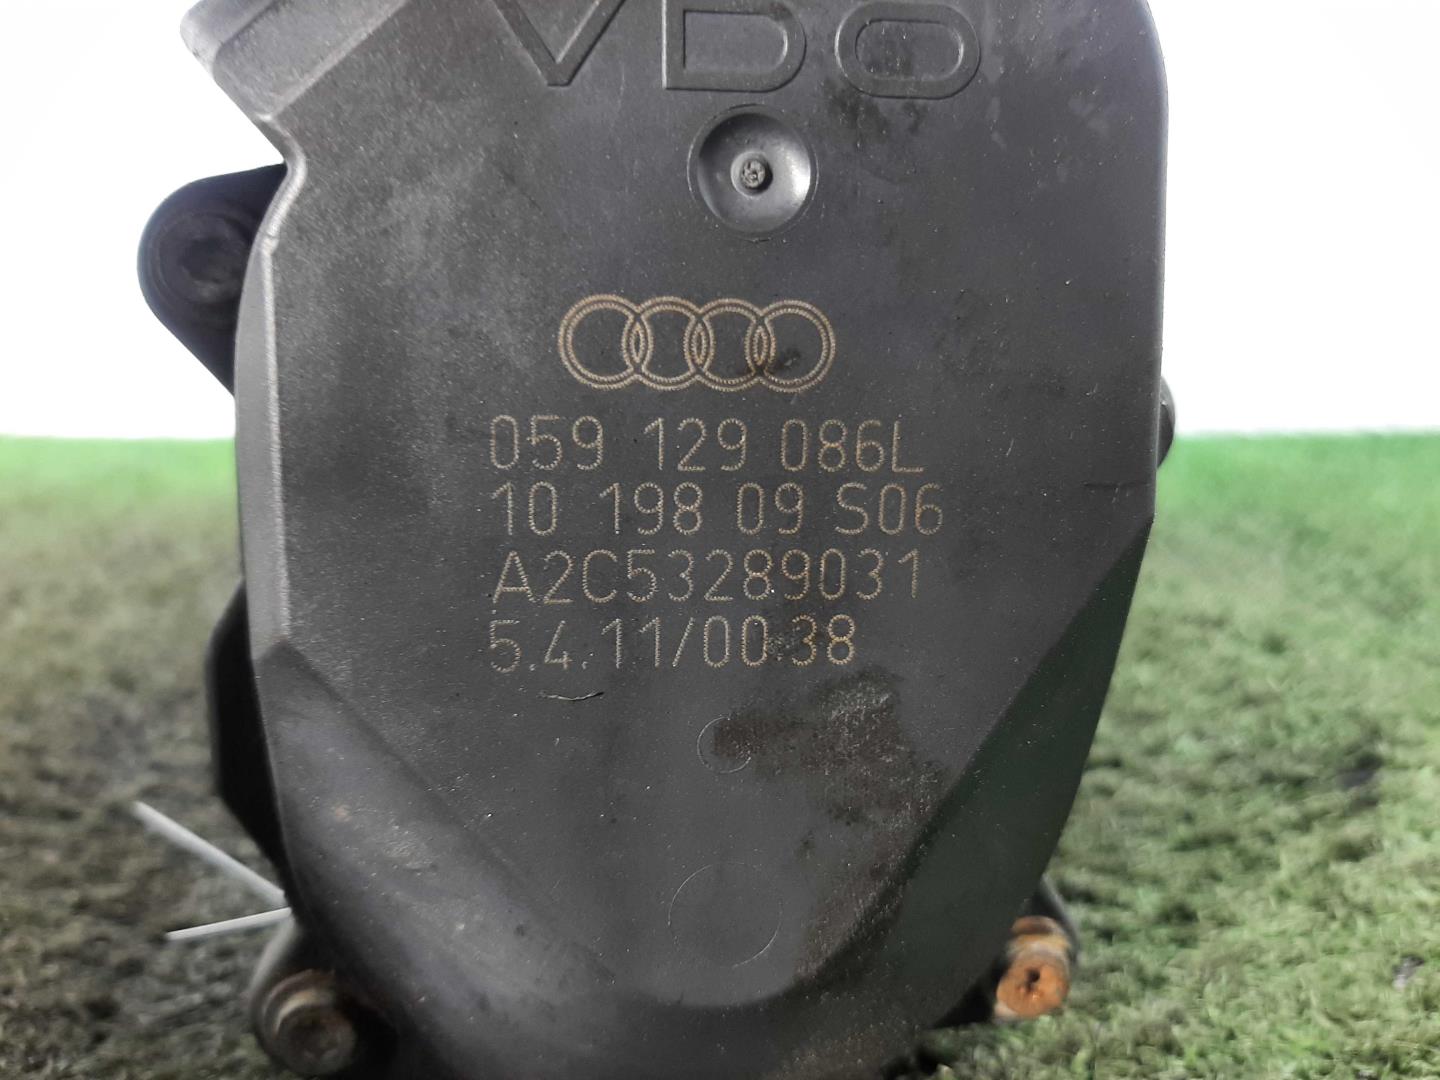 VDO
059 129 086L
10 198 09 S06
A2C53289031
5.4.11/00:38